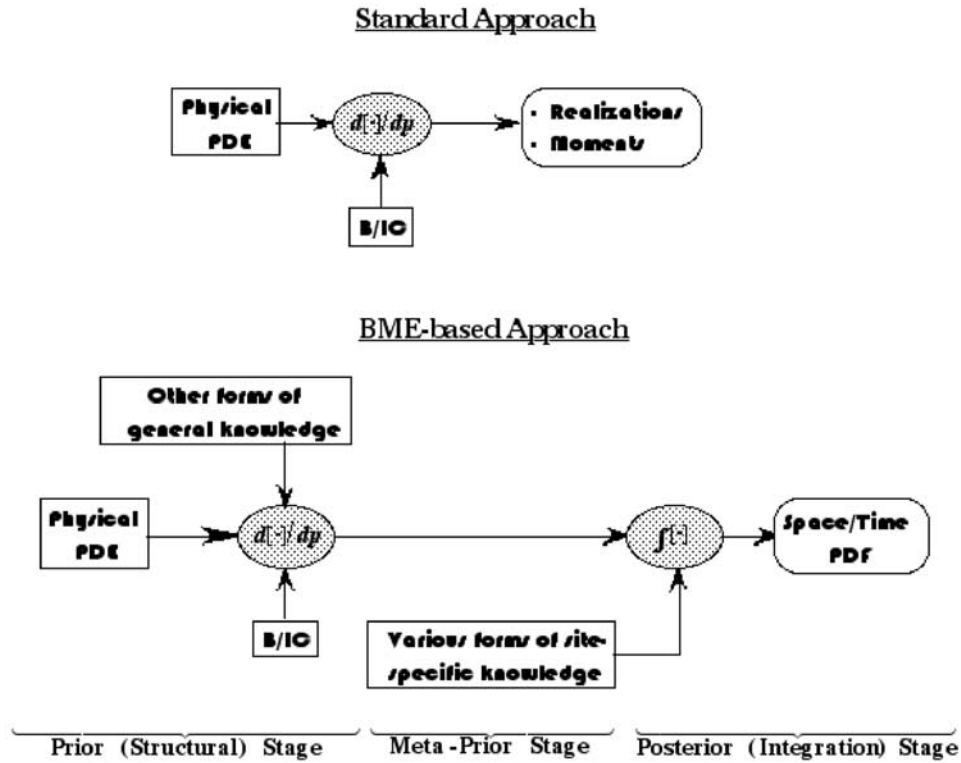 Standard Approach
Physical
PDE
d[·]/dp
· Realizations
· Moments
B/IC
BME-based Approach
Other forms of
general knowledge
Physical
PDE
d[·]/dp
∫[·]
Space/Time
PDF
B/IC
Various forms of site-
specific knowledge
Prior (Structural) Stage
Meta-Prior Stage
Posterior (Integration) Stage